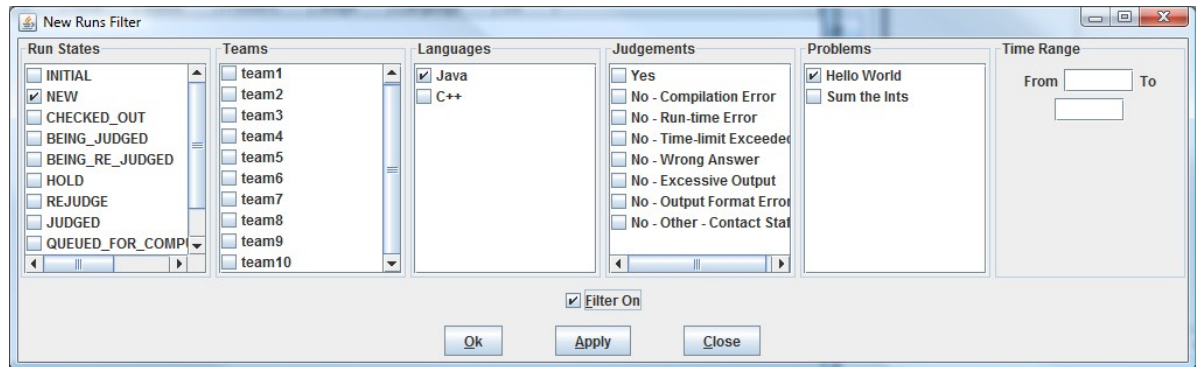 New Runs Filter
Run States
INITIAL
NEW
CHECKED_OUT
BEING_JUDGED
BEING_RE_JUDGED
HOLD
REJUDGE
JUDGED
QUEUED_FOR_COMP
Teams
team1
team2
team3
team4
team5
team6
team7
team8
team9
team10
Languages
Java
C++
Judgements
Yes
No - Compilation Error
No - Run-time Error
No - Time-limit Exceeded
No - Wrong Answer
No - Excessive Output
No - Output Format Error
No - Other - Contact Staf
Problems
Hello World
Sum the Ints
Time Range
From To
Filter On
Ok Apply Close